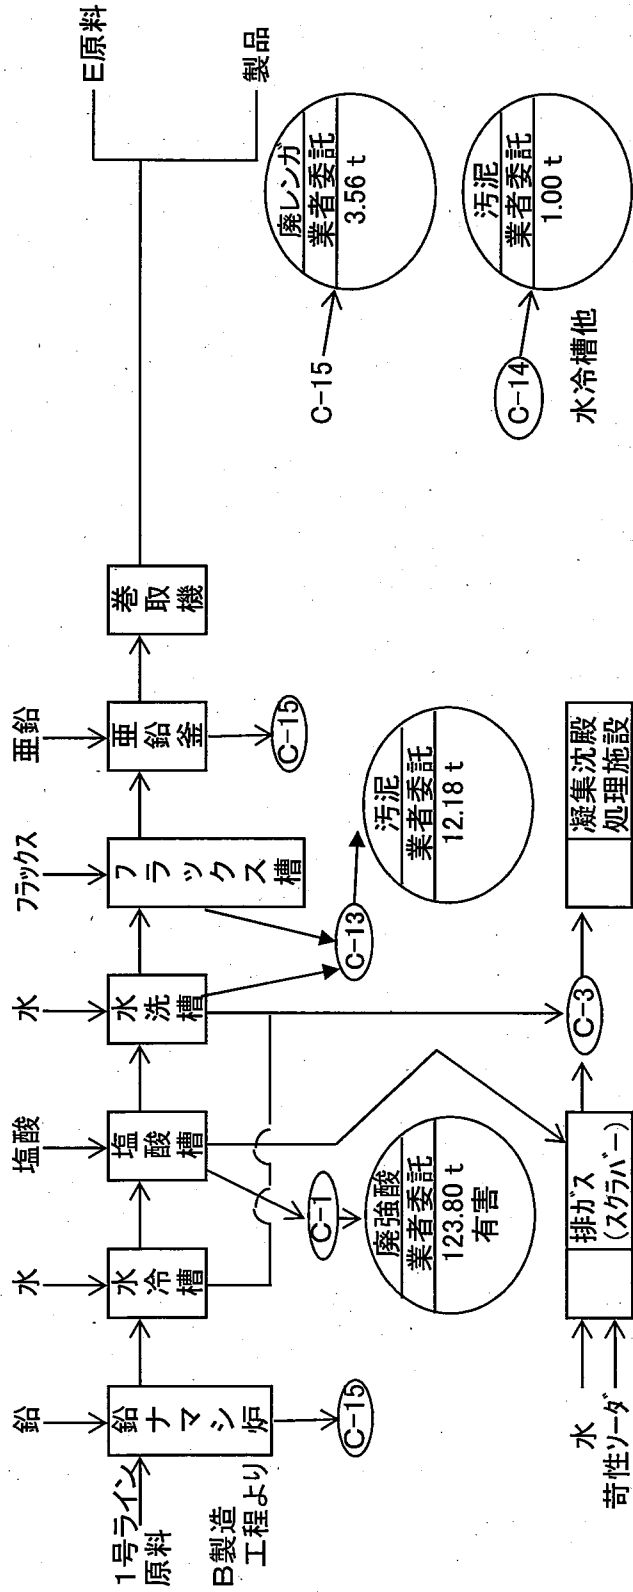 鉛
水
塩酸
水
フラックス
亜鉛
1号ライン
原料
B製造
工程より
鉛ナマシ炉
水冷槽
塩酸槽
水洗槽
フラックス槽
亜鉛釜
巻取機
E原料
製品
C-15
C-1
C-13
C-15
廃強酸
業者委託
123.80t
有害
汚泥
業者委託
12.18t
C-15
廃レンガ
業者委託
3.56t
C-14
水冷槽他
汚泥
業者委託
1.00t
水
苛性ソーダ
排ガス
(スクラバー)
C-3
凝集沈殿
処理施設